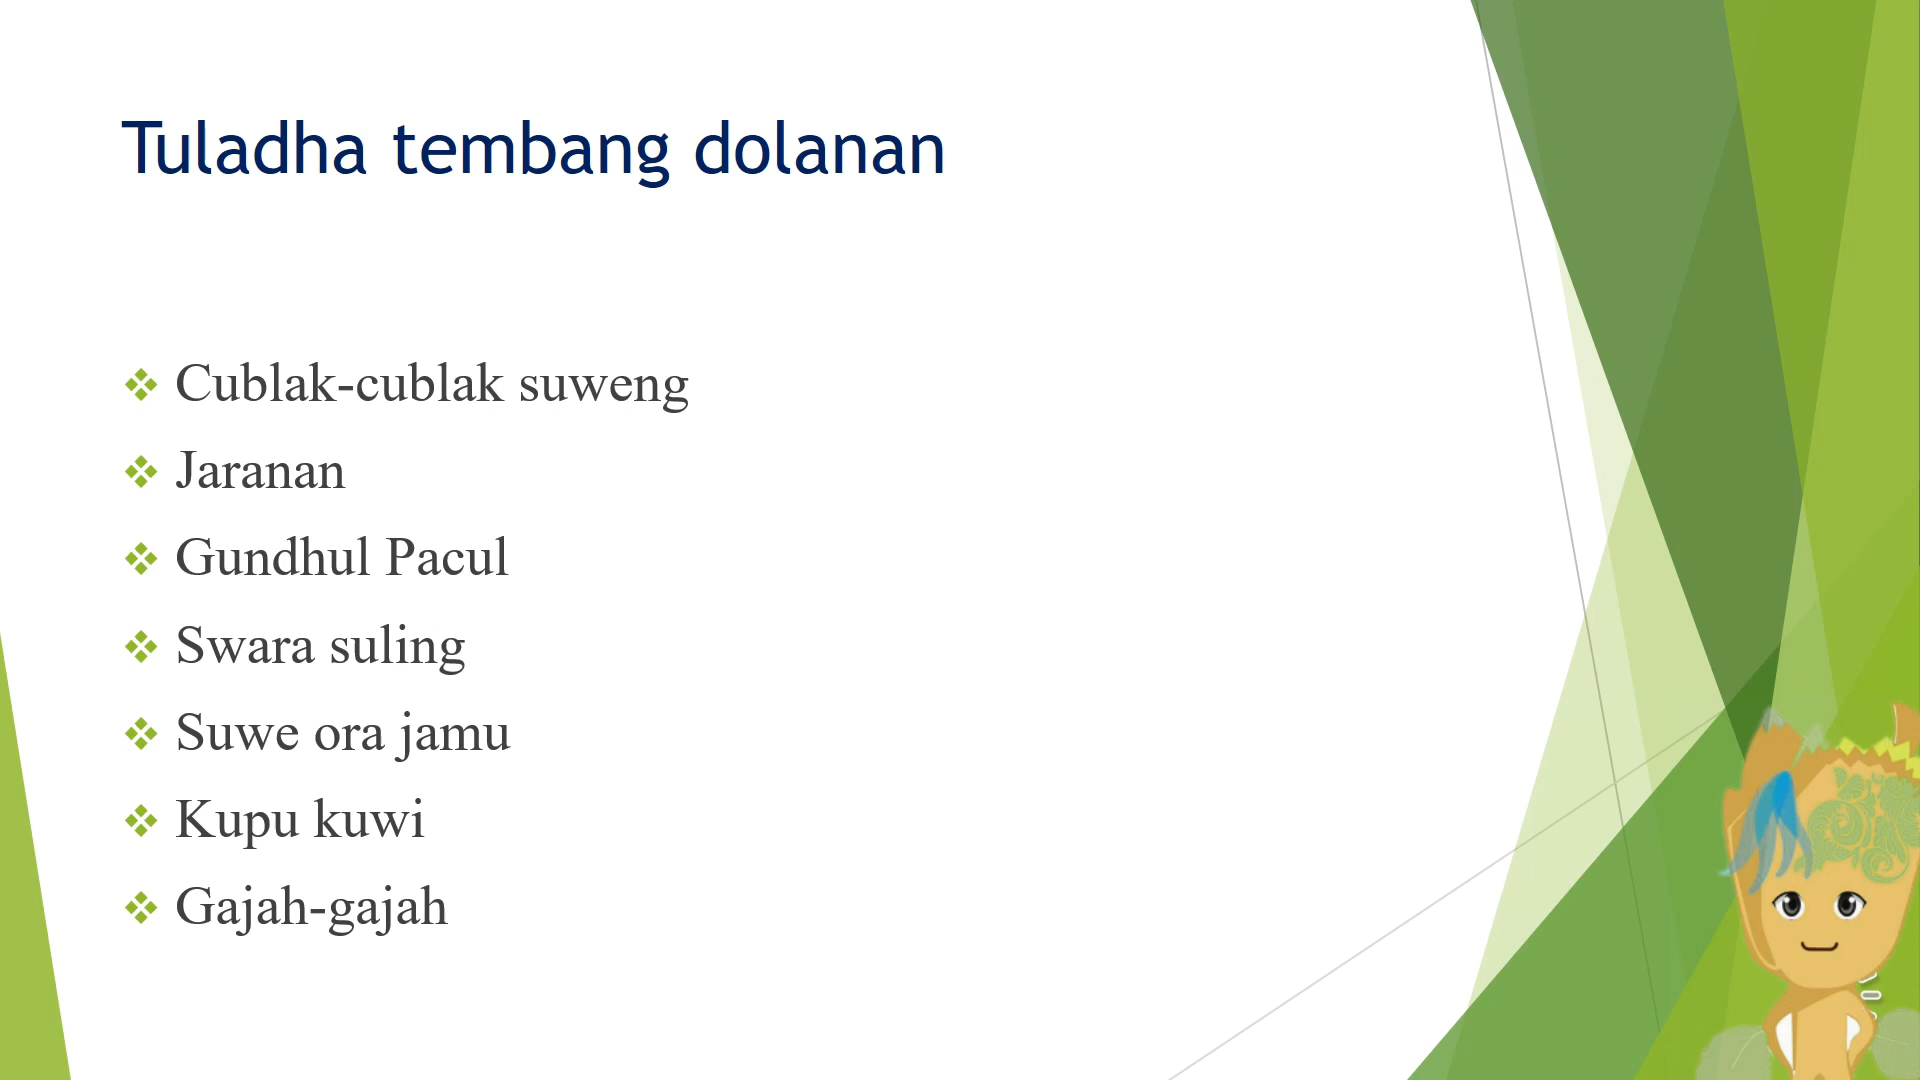 Tuladha tembang dolanan
Cublak-cublak suweng
Jaranan
Gundhul Pacul
Swara suling
Suwe ora jamu
Kupu kuwi
Gajah-gajah